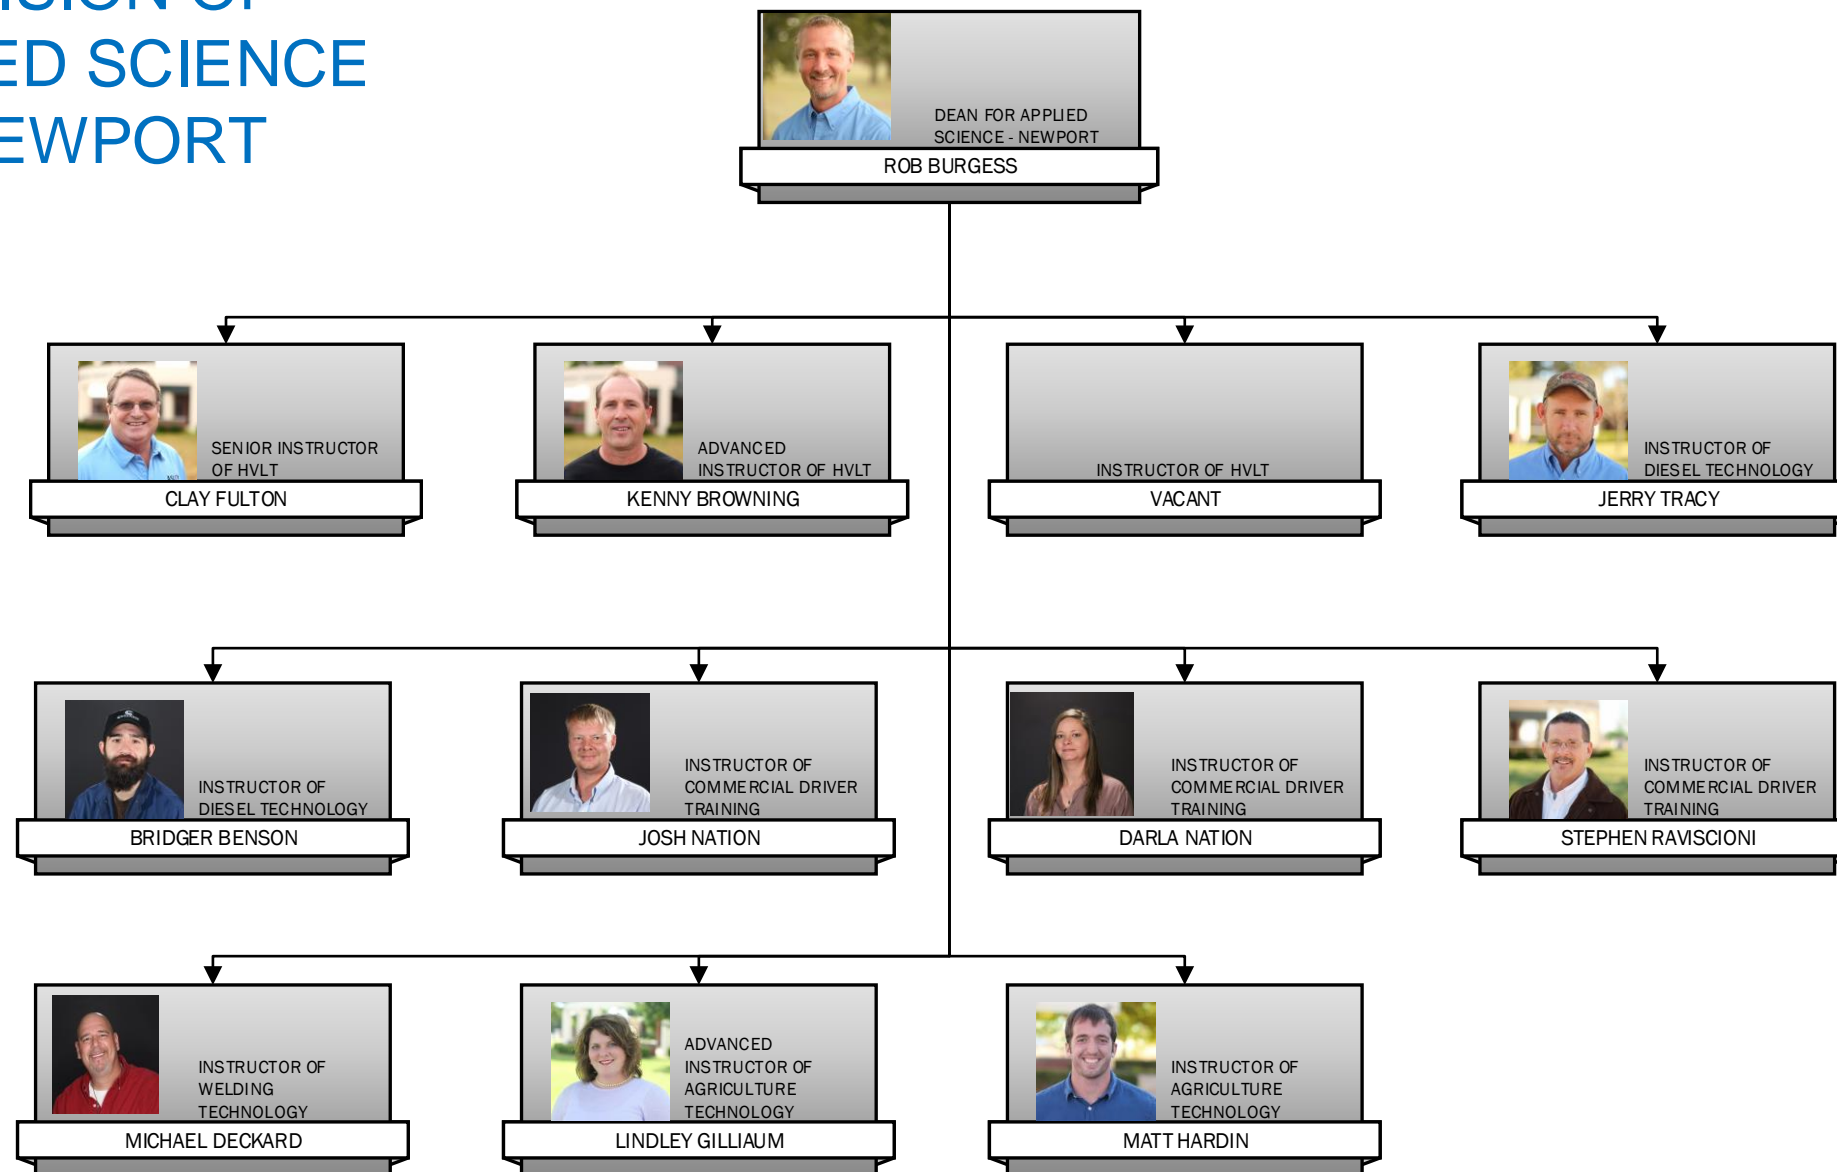 ISION OF
ED SCIENCE
EWPORT
DEAN FOR APPLIED
SCIENCE - NEWPORT
ROB BURGESS
SENIOR INSTRUCTOR
OF HVLT
CLAY FULTON
ADVANCED
INSTRUCTOR OF HVLT
KENNY BROWNING
INSTRUCTOR OF HVLT
VACANT
INSTRUCTOR OF
DIESEL TECHNOLOGY
JERRY TRACY
INSTRUCTOR OF
DIESEL TECHNOLOGY
BRIDGER BENSON
INSTRUCTOR OF
COMMERCIAL DRIVER
TRAINING
JOSH NATION
INSTRUCTOR OF
COMMERCIAL DRIVER
TRAINING
DARLA NATION
INSTRUCTOR OF
COMMERCIAL DRIVER
TRAINING
STEPHEN RAVISCIONI
INSTRUCTOR OF
WELDING
TECHNOLOGY
MICHAEL DECKARD
ADVANCED
INSTRUCTOR OF
AGRICULTURE
TECHNOLOGY
LINDLEY GILLIAUM
INSTRUCTOR OF
AGRICULTURE
TECHNOLOGY
MATT HARDIN